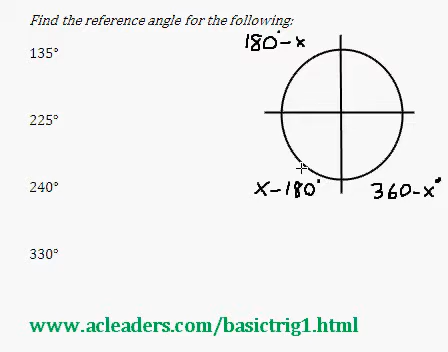 Find the reference angle for the following:
180°-x
135°
225°
240°
x-180°
360-x°
330°
www.acleaders.com/basictrig1.html